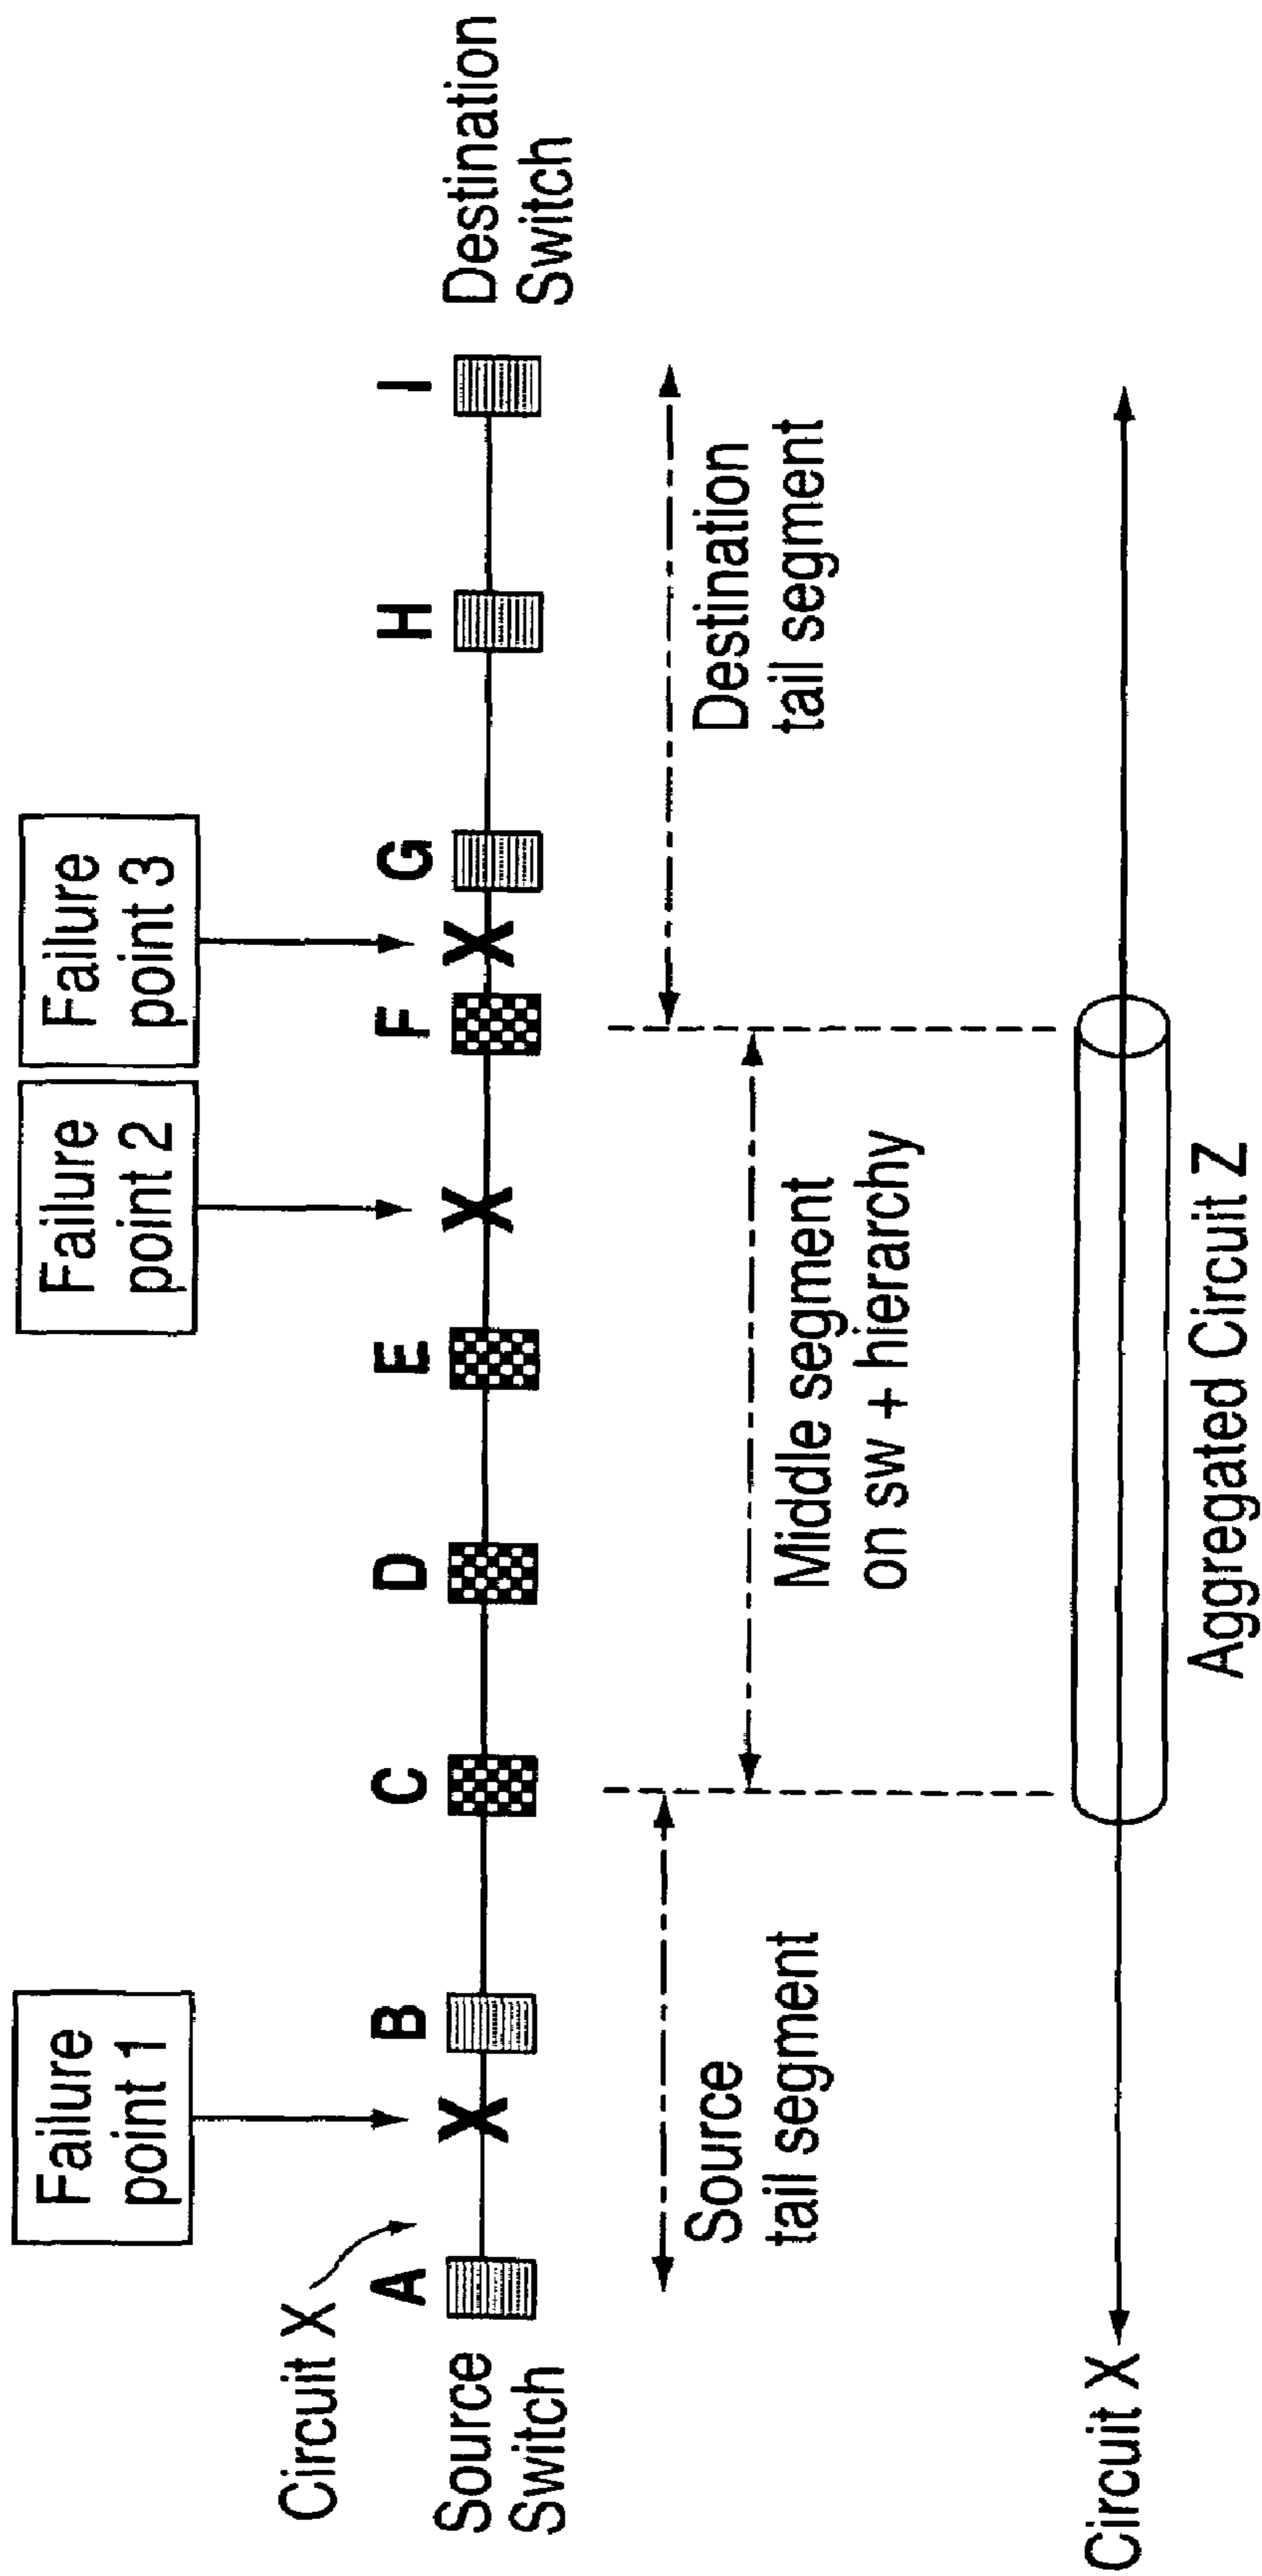 Failure
point 1
Failure
point 2
Failure
point 3
Circuit X
A
B
C
D
E
F
G
H
I
Source
Switch
X
X
X
Destination
Switch
Source
tail segment
Middle segment
on sw + hierarchy
Destination
tail segment
Circuit X
Aggregated Circuit Z